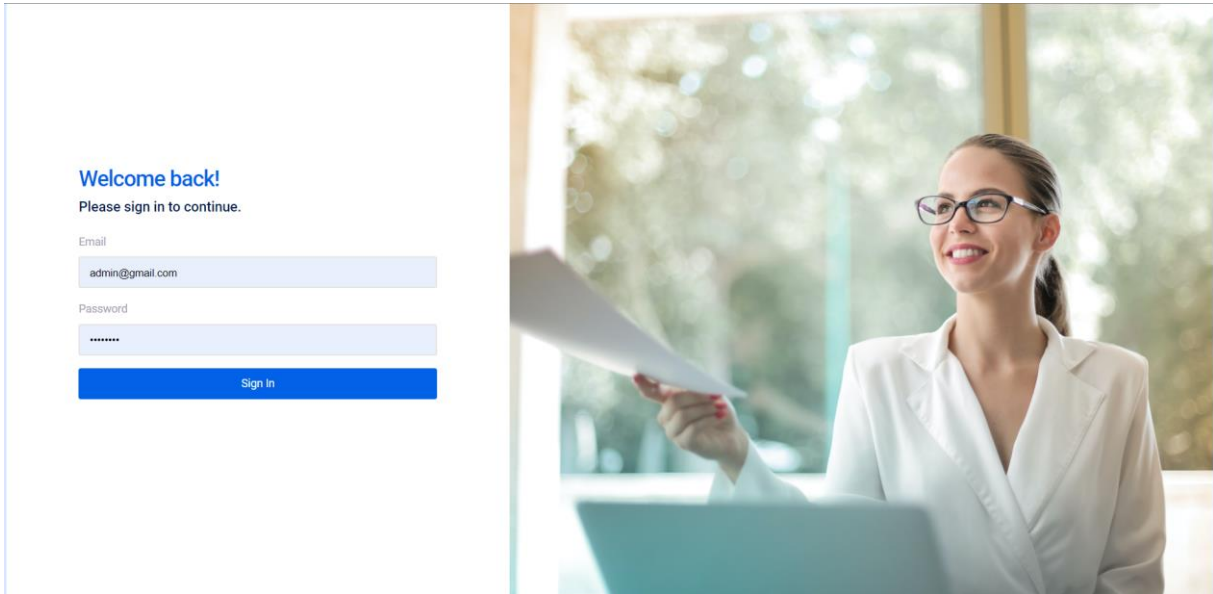 Welcome back!
Please sign in to continue.
Email
admin@gmail.com
Password
••••••••
Sign In